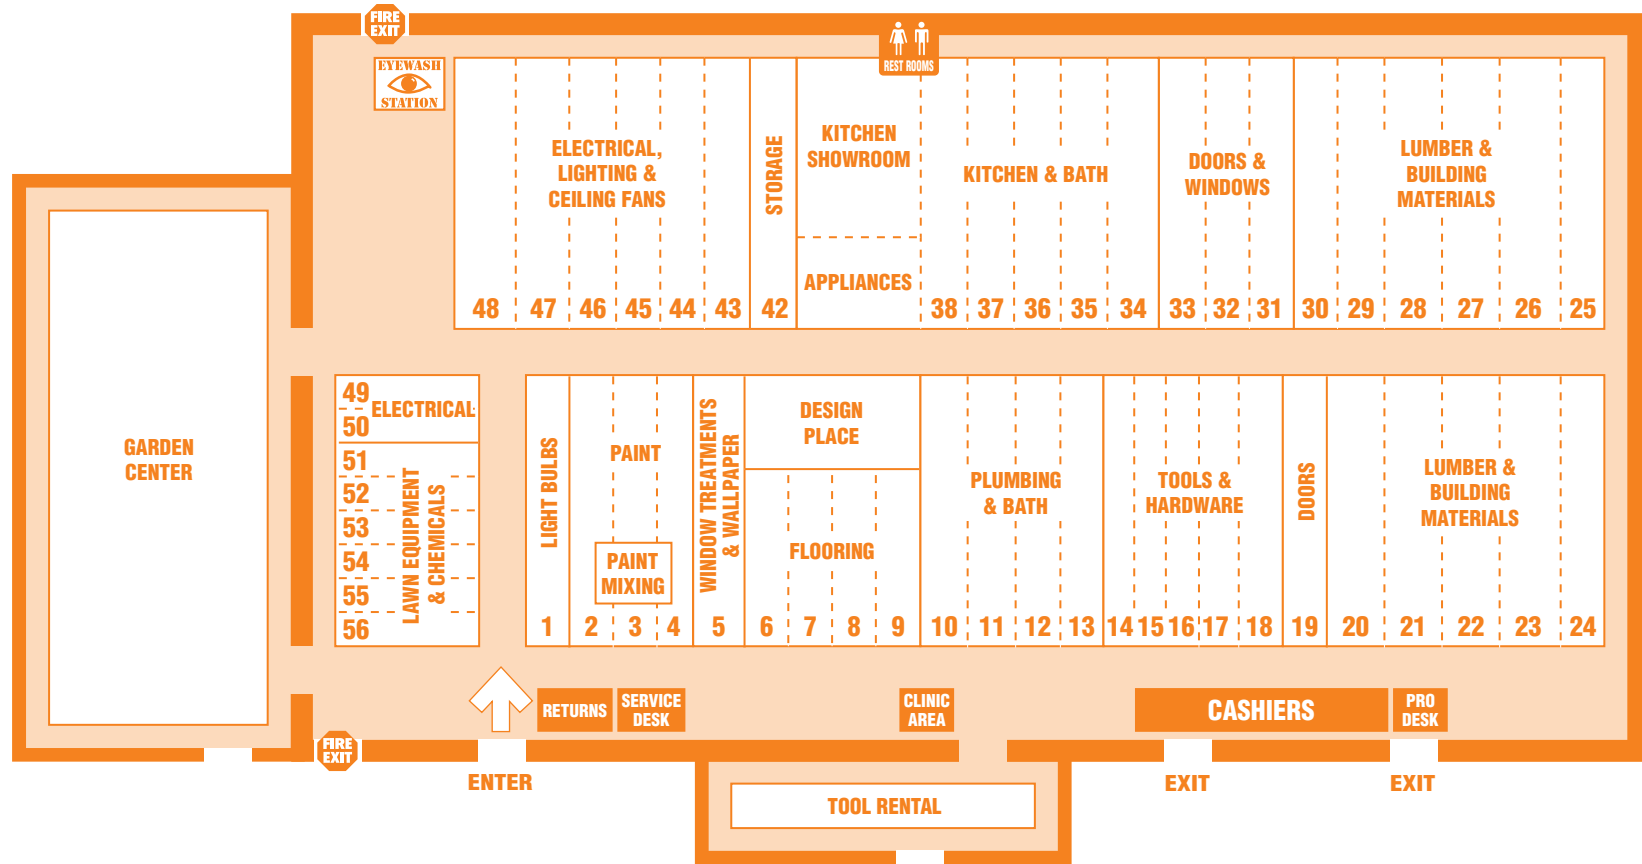 FIRE
EXIT
REST ROOMS
EYEWASH
STATION
ELECTRICAL,
LIGHTING &
CEILING FANS
STORAGE
KITCHEN
SHOWROOM
APPLIANCES
KITCHEN & BATH
DOORS &
WINDOWS
LUMBER &
BUILDING
MATERIALS
48 47 46 45 44 43 42 38 37 36 35 34 33 32 31 30 29 28 27 26 25
GARDEN
CENTER
49
50
ELECTRICAL
51
52
53
54
55
56
LAWN EQUIPMENT
& CHEMICALS
LIGHT BULBS
PAINT
PAINT
MIXING
WINDOW TREATMENTS
& WALLPAPER
DESIGN
PLACE
FLOORING
PLUMBING
& BATH
TOOLS &
HARDWARE
DOORS
LUMBER &
BUILDING
MATERIALS
1 2 3 4 5 6 7 8 9 10 11 12 13 14 15 16 17 18 19 20 21 22 23 24
RETURNS
SERVICE
DESK
CLINIC
AREA
CASHIERS
PRO
DESK
FIRE
EXIT
ENTER
EXIT
EXIT
TOOL RENTAL